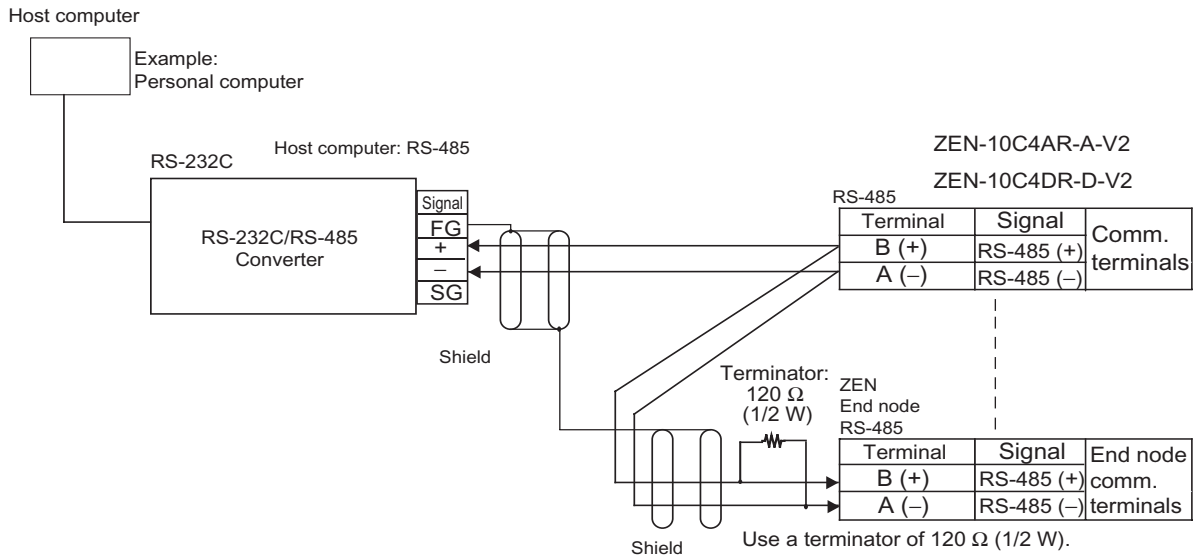 Host computer
Example:
Personal computer
RS-232C
Host computer: RS-485
RS-232C/RS-485
Converter
Signal
FG
+
−
SG
Shield
ZEN-10C4AR-A-V2
ZEN-10C4DR-D-V2
RS-485
Terminal Signal Comm. terminals
B (+) RS-485 (+)
A (−) RS-485 (−)
Terminator:
120 Ω
(1/2 W)
ZEN
End node
RS-485
Terminal Signal End node comm. terminals
B (+) RS-485 (+)
A (−) RS-485 (−)
Shield
Use a terminator of 120 Ω (1/2 W).